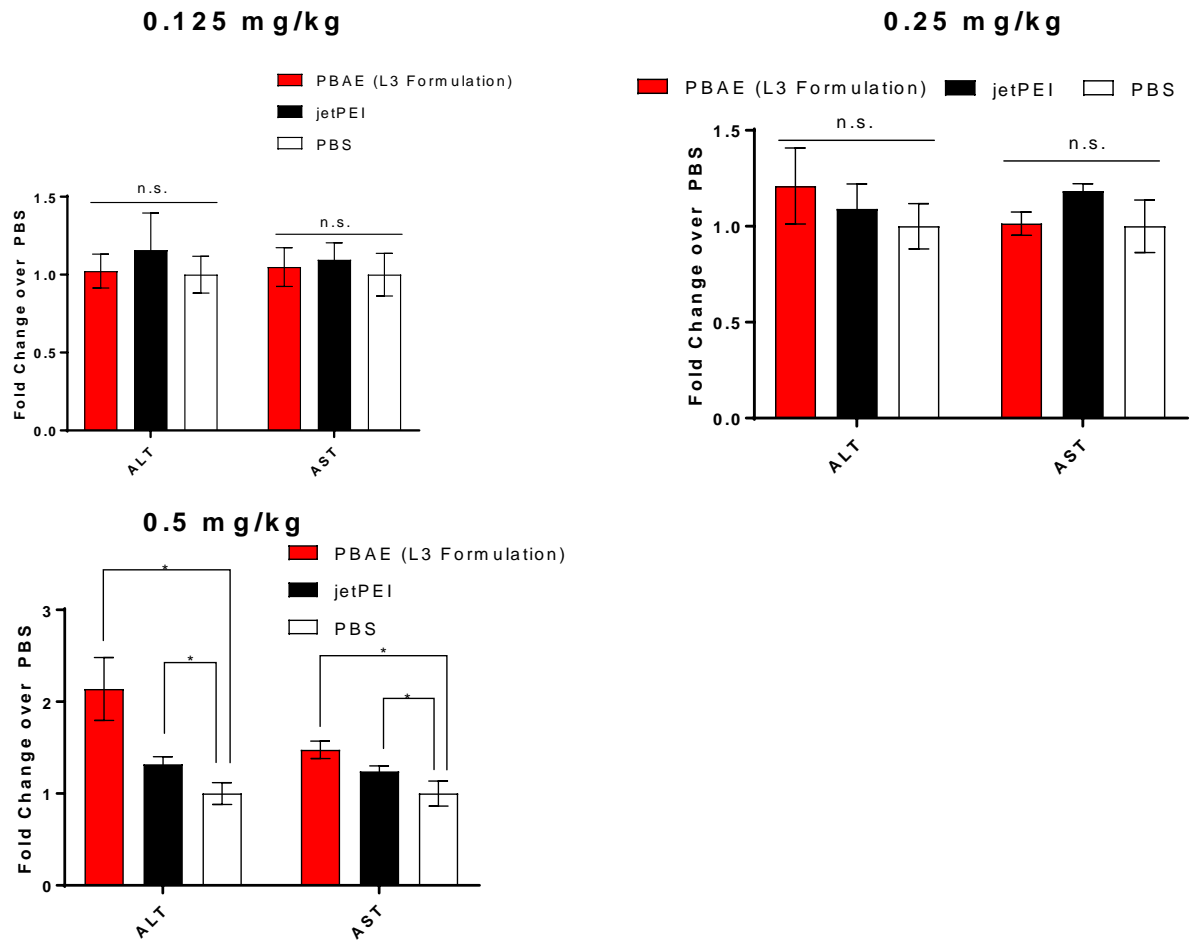 0.125 mg/kg
PBAE (L3 Formulation)
jetPEI
PBS
Fold Change over PBS
1.5
1.0
0.5
0.0
n.s.
n.s.
ALT
AST
0.25 mg/kg
PBAE (L3 Formulation) jetPEI PBS
Fold Change over PBS
1.5
1.0
0.5
0.0
n.s.
n.s.
ALT
AST
0.5 mg/kg
PBAE (L3 Formulation)
jetPEI
PBS
Fold Change over PBS
3
2
1
0
*
*
*
*
ALT
AST